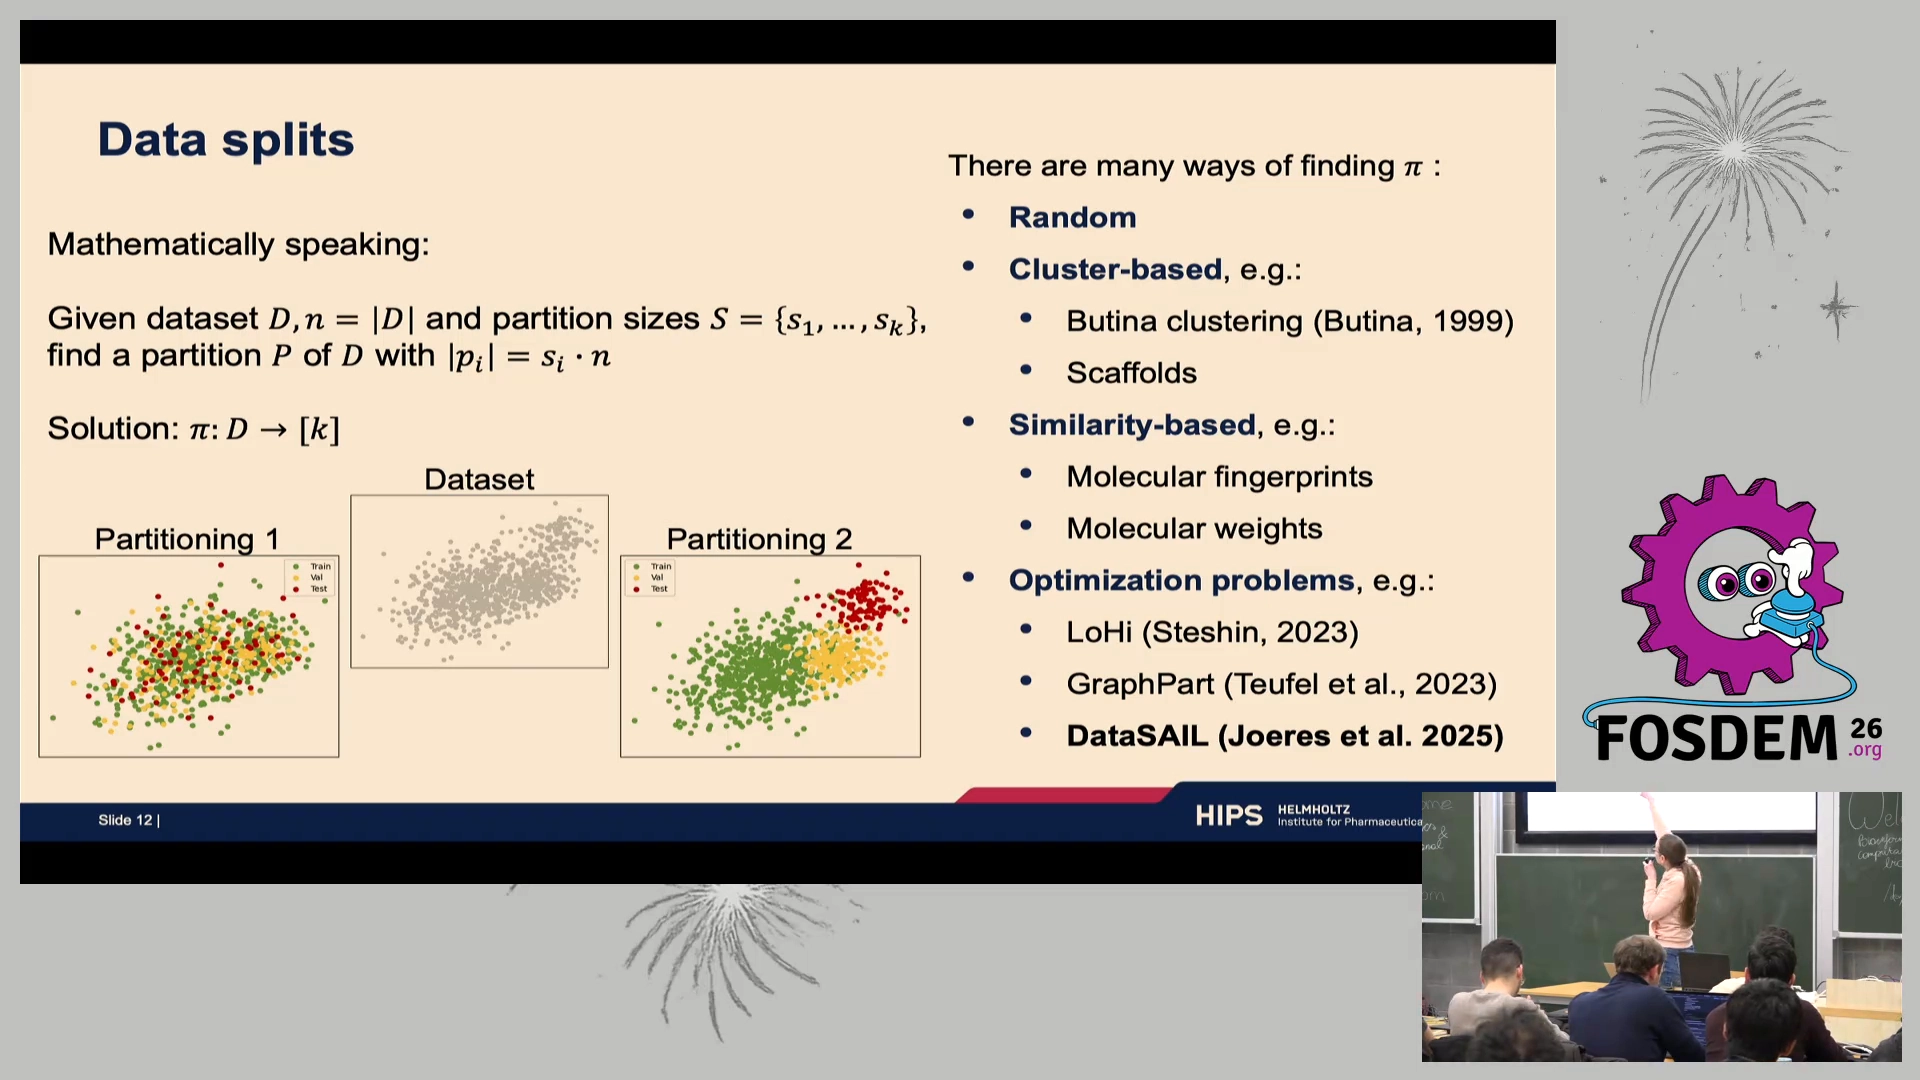 Data splits
Mathematically speaking:
Given dataset D, n = |D| and partition sizes S = {s₁, … , sₖ},
find a partition P of D with |pᵢ| = sᵢ · n
Solution: π: D → [k]
Dataset
Partitioning 1
Train
Val
Test
Partitioning 2
Train
Val
Test
There are many ways of finding π :
• Random
• Cluster-based, e.g.:
• Butina clustering (Butina, 1999)
• Scaffolds
• Similarity-based, e.g.:
• Molecular fingerprints
• Molecular weights
• Optimization problems, e.g.:
• LoHi (Steshin, 2023)
• GraphPart (Teufel et al., 2023)
• DataSAIL (Joeres et al. 2025)
Slide 12 |
HIPS HELMHOLTZ
Institute for Pharmaceutica
FOSDEM 26
.org